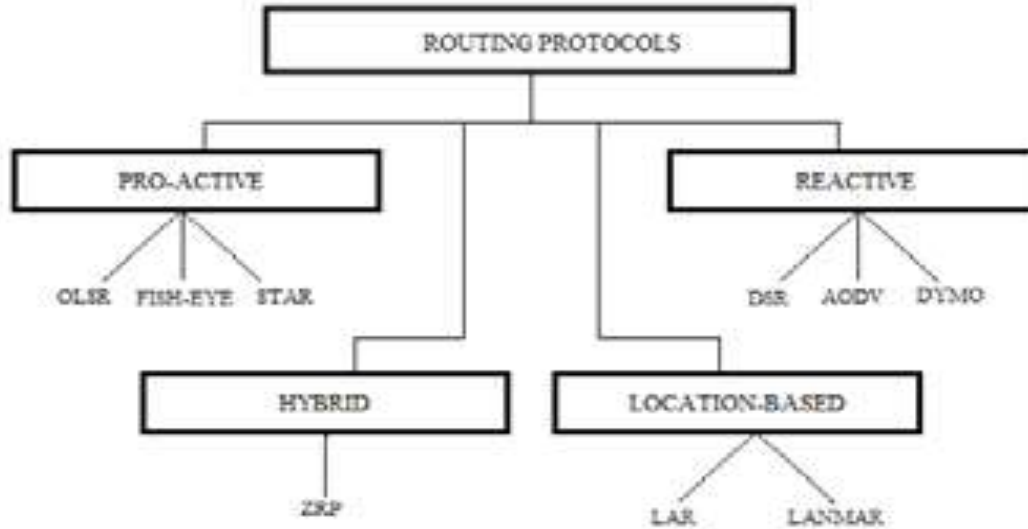 ROUTING PROTOCOLS
PRO-ACTIVE
REACTIVE
OLSR FISH-EYE STAR
DSR AODV DYMO
HYBRID
LOCATION-BASED
ZRP
LAR LANMAR